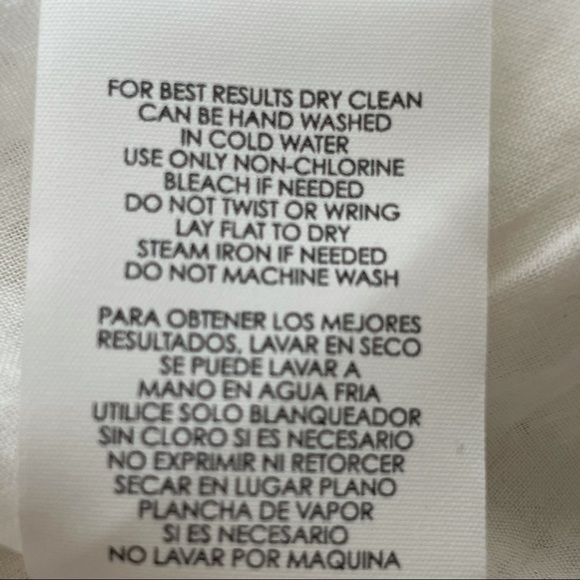 FOR BEST RESULTS DRY CLEAN
CAN BE HAND WASHED
IN COLD WATER
USE ONLY NON-CHLORINE
BLEACH IF NEEDED
DO NOT TWIST OR WRING
LAY FLAT TO DRY
STEAM IRON IF NEEDED
DO NOT MACHINE WASH
PARA OBTENER LOS MEJORES
RESULTADOS, LAVAR EN SECO
SE PUEDE LAVAR A
MANO EN AGUA FRIA
UTILICE SOLO BLANQUEADOR
SIN CLORO SI ES NECESARIO
NO EXPRIMIR NI RETORCER
SECAR EN LUGAR PLANO
PLANCHA DE VAPOR
SI ES NECESARIO
NO LAVAR POR MAQUINA